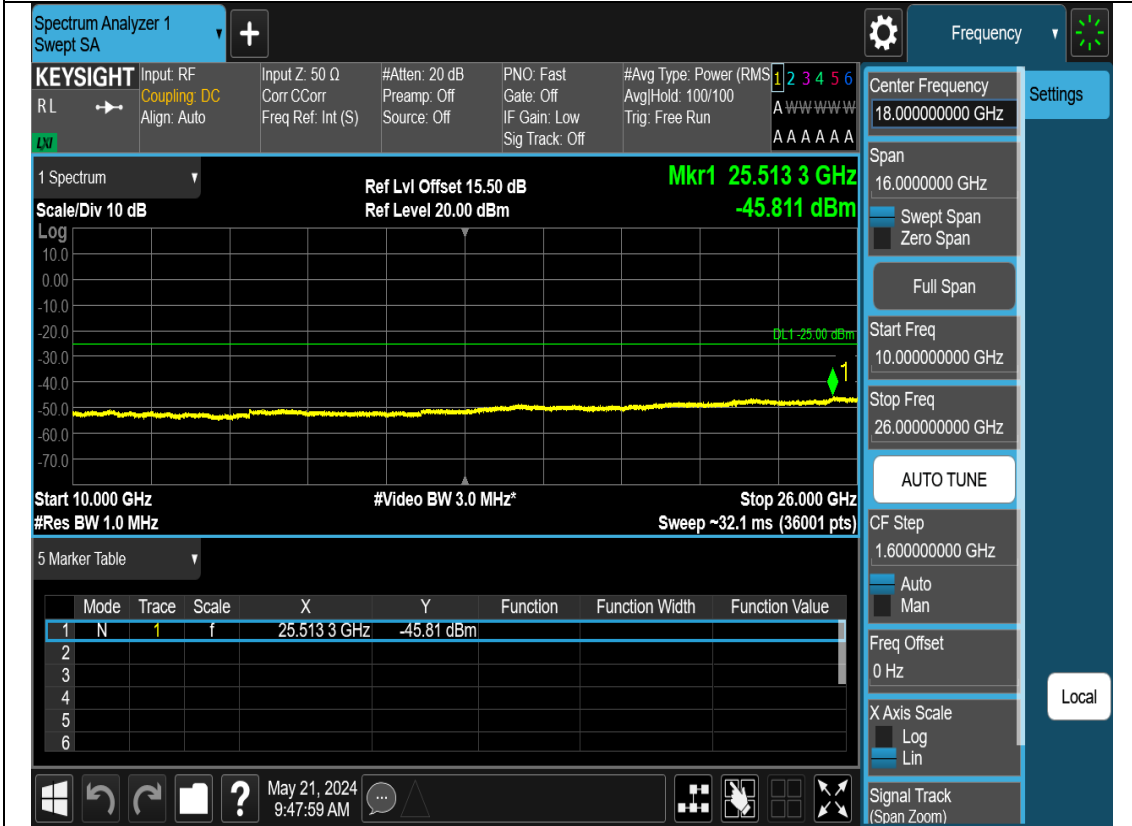 Spectrum Analyzer 1
Swept SA
+
Frequency
KEYSIGHT
RL
LXI
Input: RF
Coupling: DC
Align: Auto
Input Z: 50 Ω
Corr CCorr
Freq Ref: Int (S)
#Atten: 20 dB
Preamp: Off
Source: Off
PNO: Fast
Gate: Off
IF Gain: Low
Sig Track: Off
#Avg Type: Power (RMS
Avg|Hold: 100/100
Trig: Free Run
1 2 3 4 5 6
A W W W W W
A A A A A A
1 Spectrum
Scale/Div 10 dB
Ref Lvl Offset 15.50 dB
Ref Level 20.00 dBm
Mkr1 25.513 3 GHz
-45.811 dBm
Log
10.0
0.00
-10.0
-20.0
-30.0
-40.0
-50.0
-60.0
-70.0
DL1 -25.00 dBm
1
Start 10.000 GHz
#Video BW 3.0 MHz*
Stop 26.000 GHz
#Res BW 1.0 MHz
Sweep ~32.1 ms (36001 pts)
5 Marker Table
Mode Trace Scale X Y Function Function Width Function Value
1 N 1 f 25.513 3 GHz -45.81 dBm
2
3
4
5
6
?
May 21, 2024
9:47:59 AM
Center Frequency
18.000000000 GHz
Settings
Span
16.0000000 GHz
Swept Span
Zero Span
Full Span
Start Freq
10.000000000 GHz
Stop Freq
26.000000000 GHz
AUTO TUNE
CF Step
1.600000000 GHz
Auto
Man
Freq Offset
0 Hz
Local
X Axis Scale
Log
Lin
Signal Track
(Span Zoom)